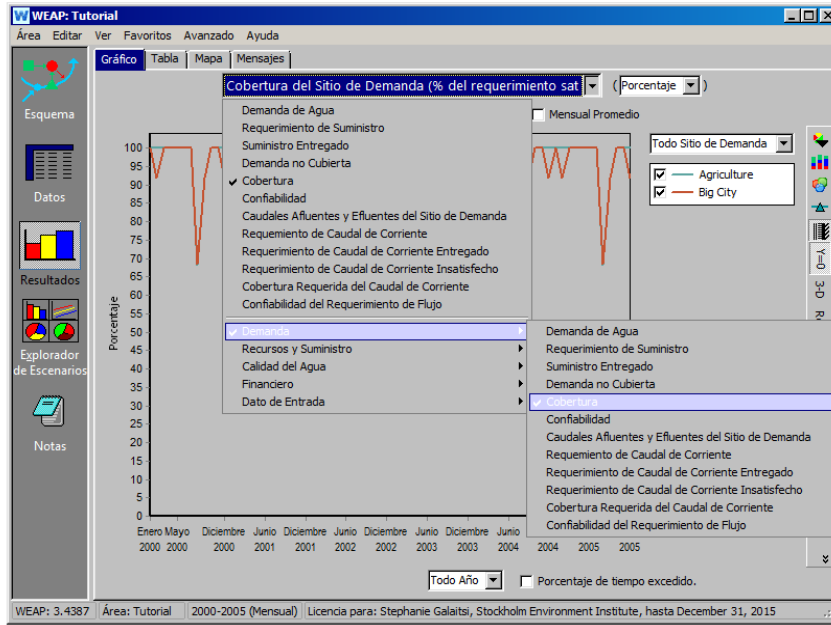 WEAP: Tutorial
Área Editar Ver Favoritos Avanzado Ayuda
Gráfico Tabla Mapa Mensajes
Cobertura del Sitio de Demanda (% del requerimiento sat (Porcentaje)
Mensual Promedio
Todo Sitio de Demanda
Agriculture
Big City
Esquema
Datos
Resultados
Explorador
de Escenarios
Notas
Demanda de Agua
Requerimiento de Suministro
Suministro Entregado
Demanda no Cubierta
Cobertura
Confiabilidad
Caudales Afluentes y Efluentes del Sitio de Demanda
Requemiento de Caudal de Corriente
Requerimiento de Caudal de Corriente Entregado
Requerimiento de Caudal de Corriente Insatisfecho
Cobertura Requerida del Caudal de Corriente
Confiabilidad del Requerimiento de Flujo
Demanda
Recursos y Suministro
Calidad del Agua
Financiero
Dato de Entrada
Demanda de Agua
Requerimiento de Suministro
Suministro Entregado
Demanda no Cubierta
Cobertura
Confiabilidad
Caudales Afluentes y Efluentes del Sitio de Demanda
Requemiento de Caudal de Corriente
Requerimiento de Caudal de Corriente Entregado
Requerimiento de Caudal de Corriente Insatisfecho
Cobertura Requerida del Caudal de Corriente
Confiabilidad del Requerimiento de Flujo
Y=0
3-D
Porcentaje
100
95
90
85
80
75
70
65
60
55
50
45
40
35
30
25
20
15
10
5
0
Enero Mayo Diciembre Junio Diciembre Junio Diciembre Junio Diciembre Junio
2000 2000 2000 2001 2001 2002 2002 2003 2003 2004 2004 2005 2005
Todo Año Porcentaje de tiempo excedido.
WEAP: 3.4387 Área: Tutorial 2000-2005 (Mensual) Licencia para: Stephanie Galaitsi, Stockholm Environment Institute, hasta December 31, 2015